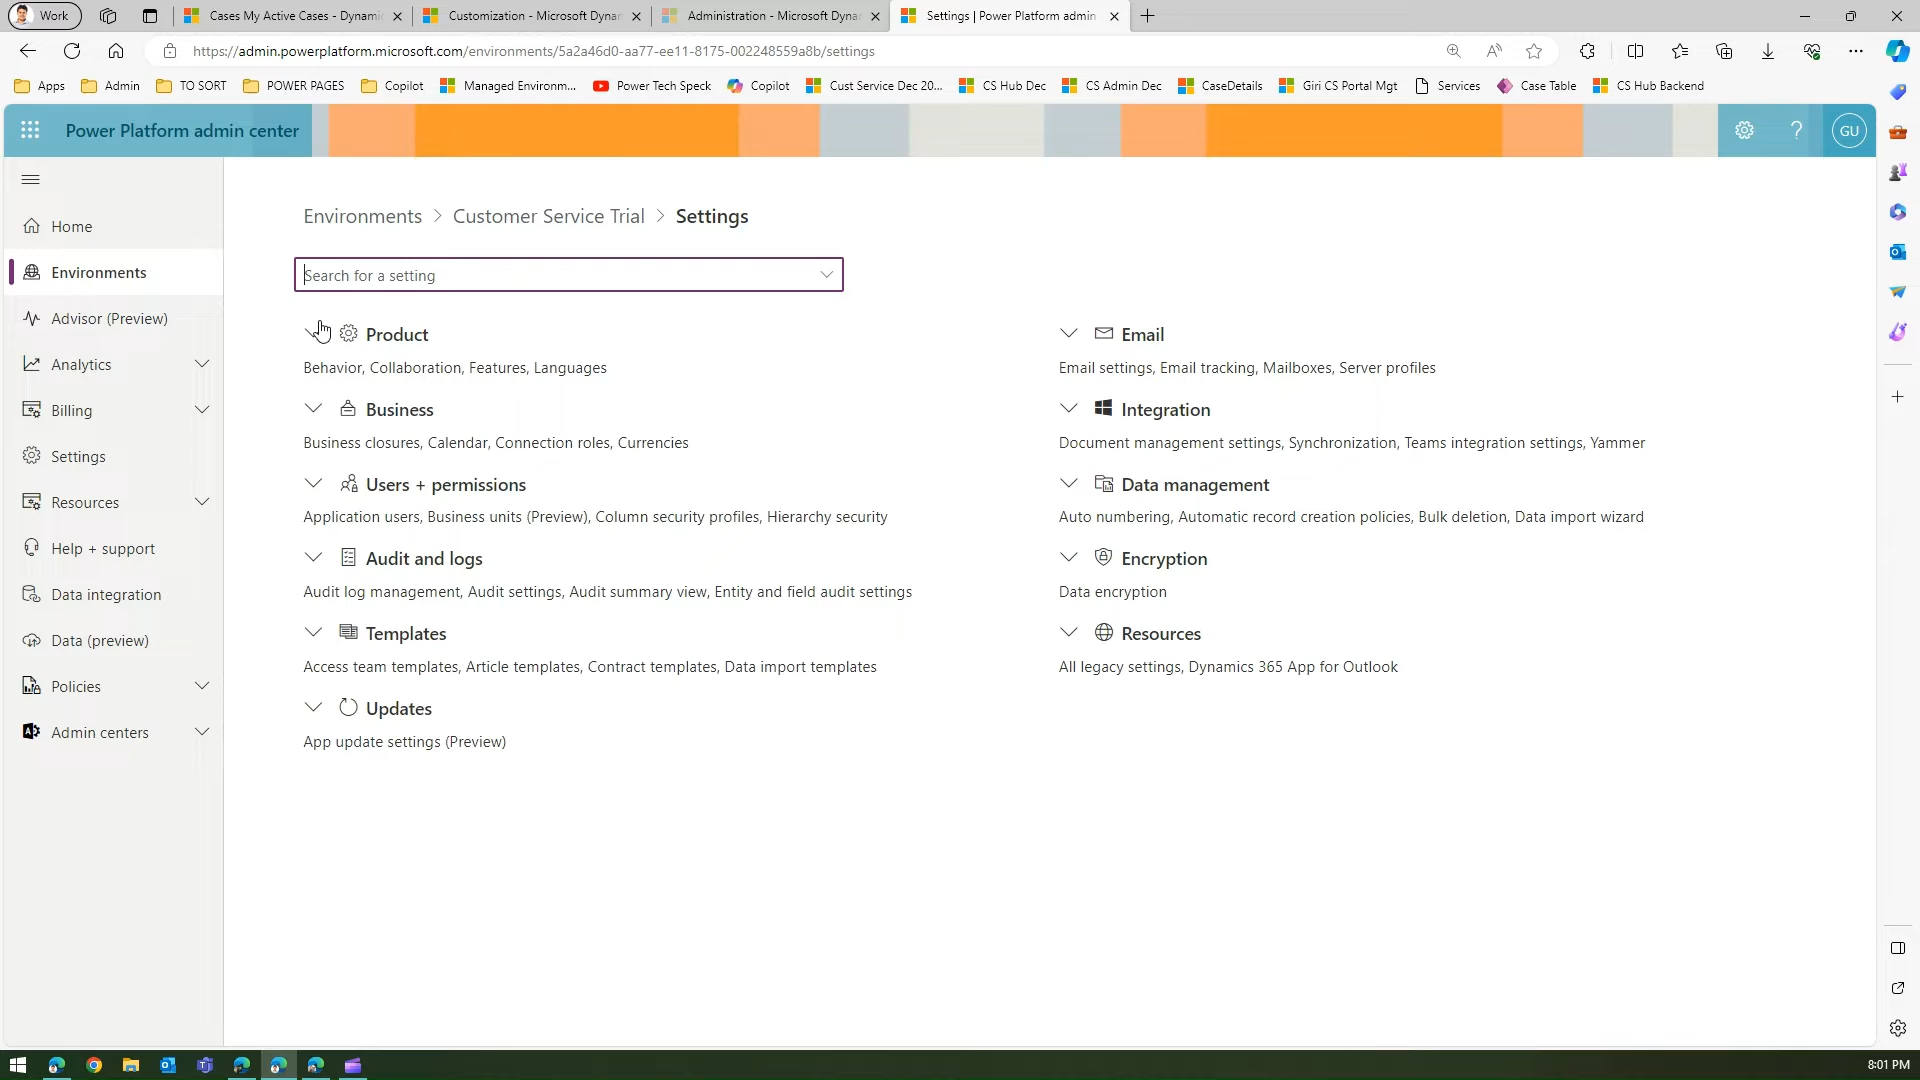 Work
Cases My Active Cases - Dynamic
Customization - Microsoft Dynar
Administration - Microsoft Dynar
Settings | Power Platform admin
https://admin.powerplatform.microsoft.com/environments/5a2a46d0-aa77-ee11-8175-002248559a8b/settings
Apps
Admin
TO SORT
POWER PAGES
Copilot
Managed Environm...
Power Tech Speck
Copilot
Cust Service Dec 20...
CS Hub Dec
CS Admin Dec
CaseDetails
Giri CS Portal Mgt
Services
Case Table
CS Hub Backend
Power Platform admin center
GU
Home
Environments
Advisor (Preview)
Analytics
Billing
Settings
Resources
Help + support
Data integration
Data (preview)
Policies
Admin centers
Environments > Customer Service Trial > Settings
Search for a setting
Product
Behavior, Collaboration, Features, Languages
Business
Business closures, Calendar, Connection roles, Currencies
Users + permissions
Application users, Business units (Preview), Column security profiles, Hierarchy security
Audit and logs
Audit log management, Audit settings, Audit summary view, Entity and field audit settings
Templates
Access team templates, Article templates, Contract templates, Data import templates
Updates
App update settings (Preview)
Email
Email settings, Email tracking, Mailboxes, Server profiles
Integration
Document management settings, Synchronization, Teams integration settings, Yammer
Data management
Auto numbering, Automatic record creation policies, Bulk deletion, Data import wizard
Encryption
Data encryption
Resources
All legacy settings, Dynamics 365 App for Outlook
8:01 PM